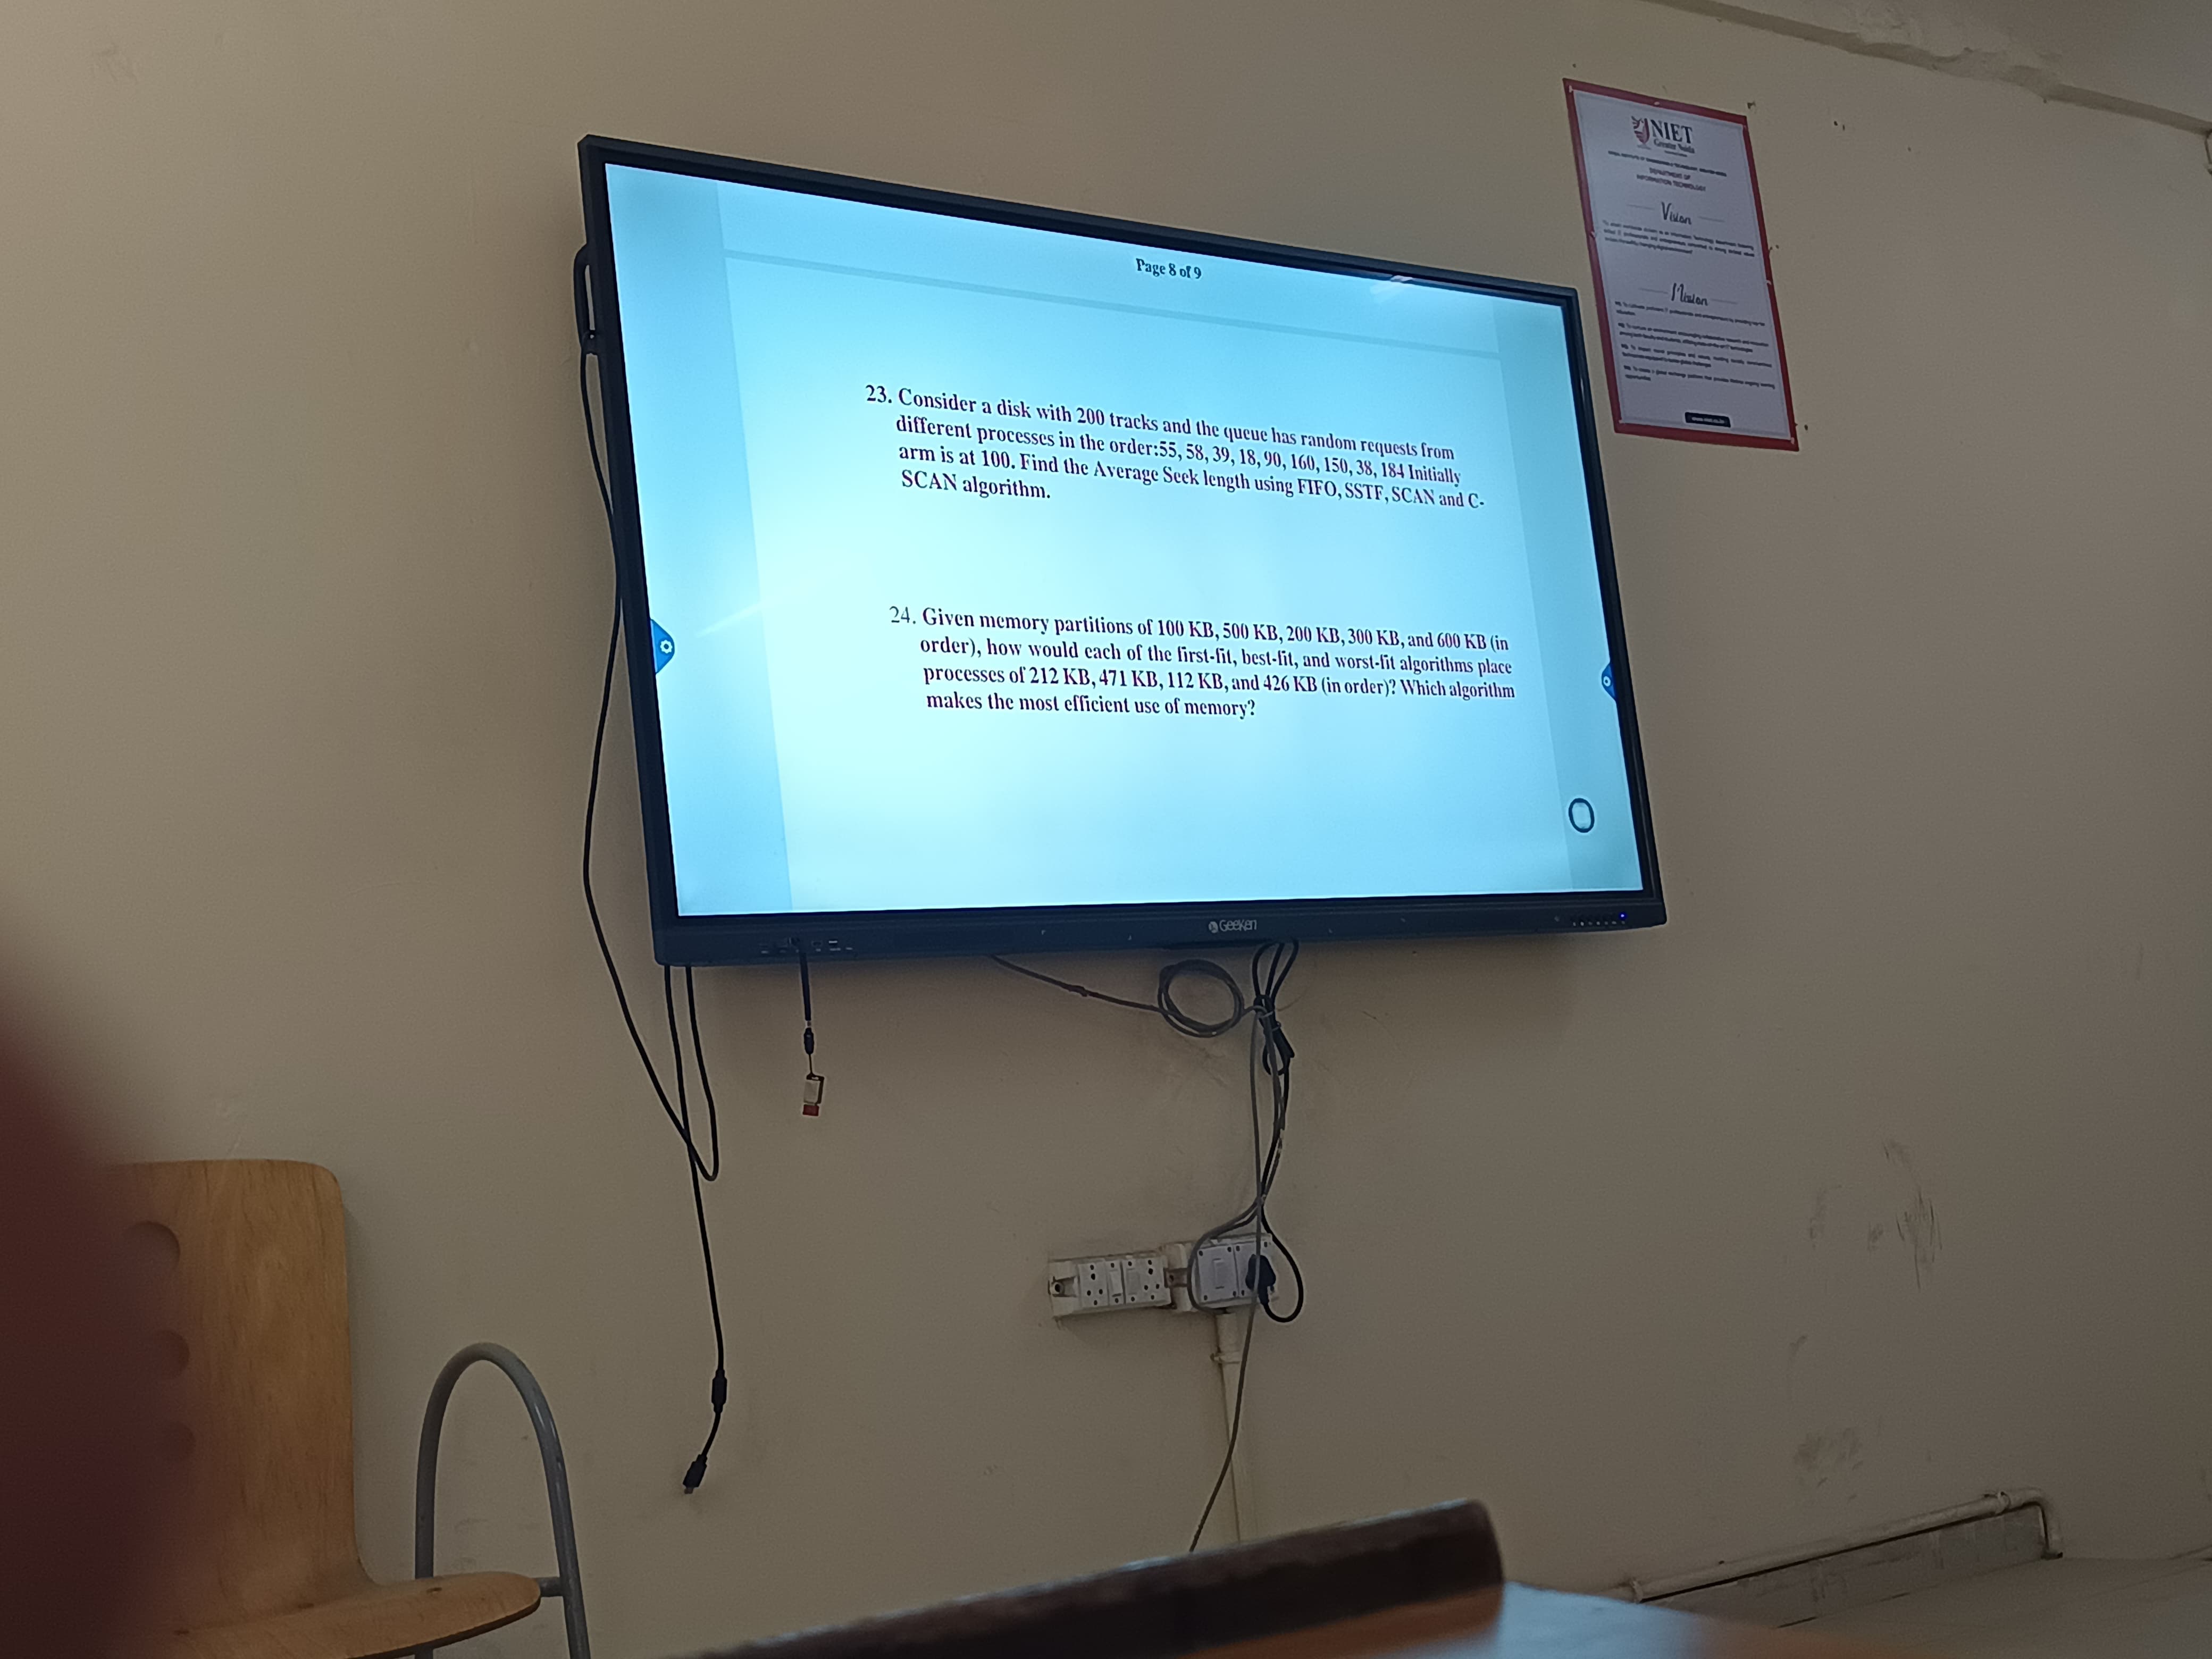 Page 8 of 9
23. Consider a disk with 200 tracks and the queue has random requests from
different processes in the order:55, 58, 39, 18, 90, 160, 150, 38, 184 Initially
arm is at 100. Find the Average Seek length using FIFO, SSTF, SCAN and C-
SCAN algorithm.
24. Given memory partitions of 100 KB, 500 KB, 200 KB, 300 KB, and 600 KB (in
order), how would each of the first-fit, best-fit, and worst-fit algorithms place
processes of 212 KB, 471 KB, 112 KB, and 426 KB (in order)? Which algorithm
makes the most efficient use of memory?
Geeken
NIET
Greater Noida
DEPARTMENT OF
INFORMATION TECHNOLOGY
Vision
Mission